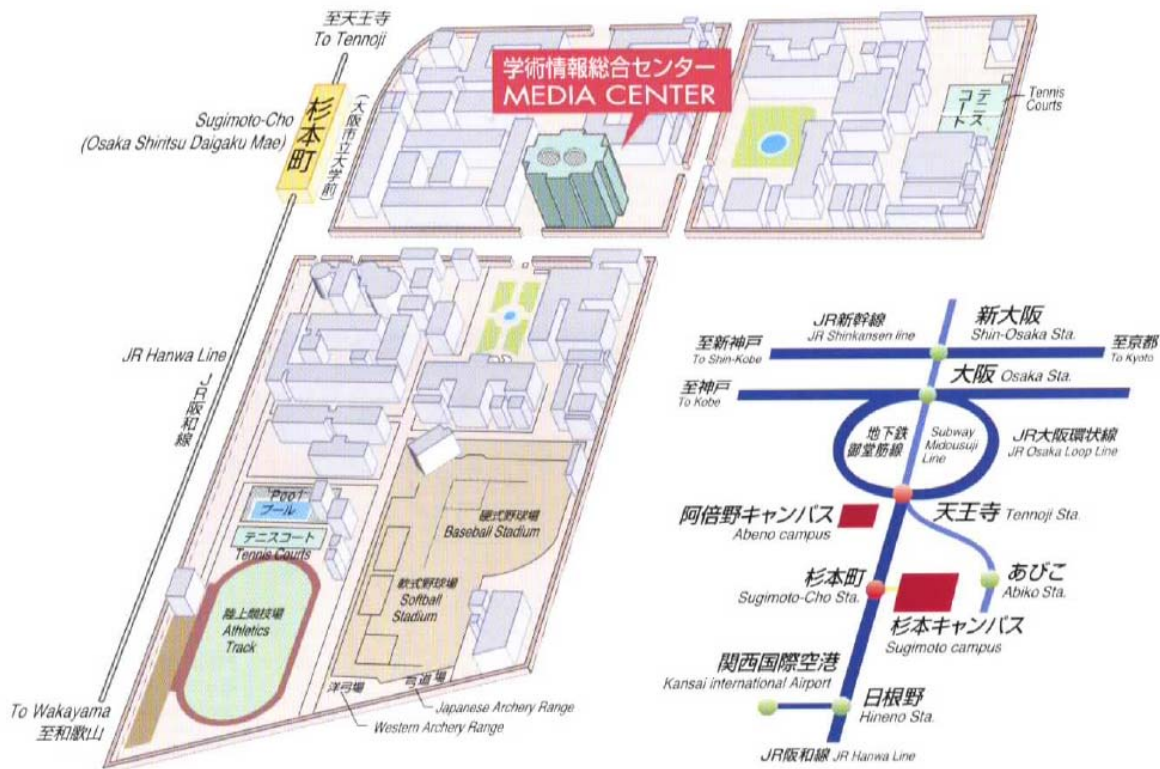 至天王寺
To Tennoji
学術情報総合センター
MEDIA CENTER
Sugimoto-Cho
(Osaka Shiritsu Daigaku Mae)
杉本町
(大阪市立大学前)
テニス
コート
Tennis
Courts
JR Hanwa Line
JR阪和線
Pool
プール
テニスコート
Tennis Courts
陸上競技場
Athletics
Track
硬式野球場
Baseball Stadium
軟式野球場
Softball
Stadium
洋弓場
弓道場
Japanese Archery Range
Western Archery Range
To Wakayama
至和歌山
JR新幹線
JR Shinkansen line
新大阪
Shin-Osaka Sta.
至新神戸
To Shin-Kobe
至京都
To Kyoto
大阪 Osaka Sta.
至神戸
To Kobe
地下鉄
御堂筋線
Subway
Midousuji
Line
JR大阪環状線
JR Osaka Loop Line
天王寺 Tennoji Sta.
阿倍野キャンパス
Abeno campus
杉本町
Sugimoto-Cho Sta.
あびこ
Abiko Sta.
杉本キャンパス
Sugimoto campus
関西国際空港
Kansai international Airport
日根野
Hineno Sta.
JR阪和線 JR Hanwa Line